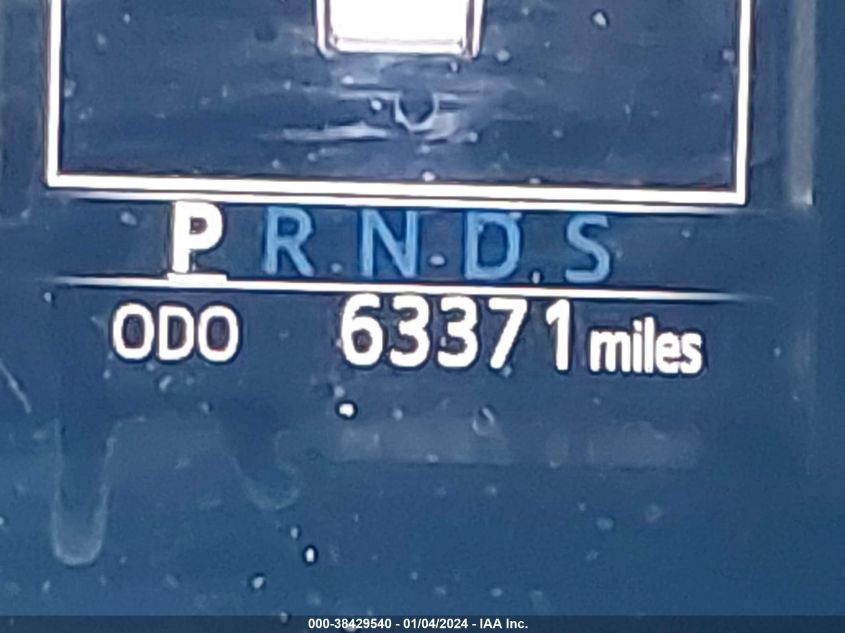 P R N D S
ODO 63371 miles
000-38429540 - 01/04/2024 - IAA Inc.